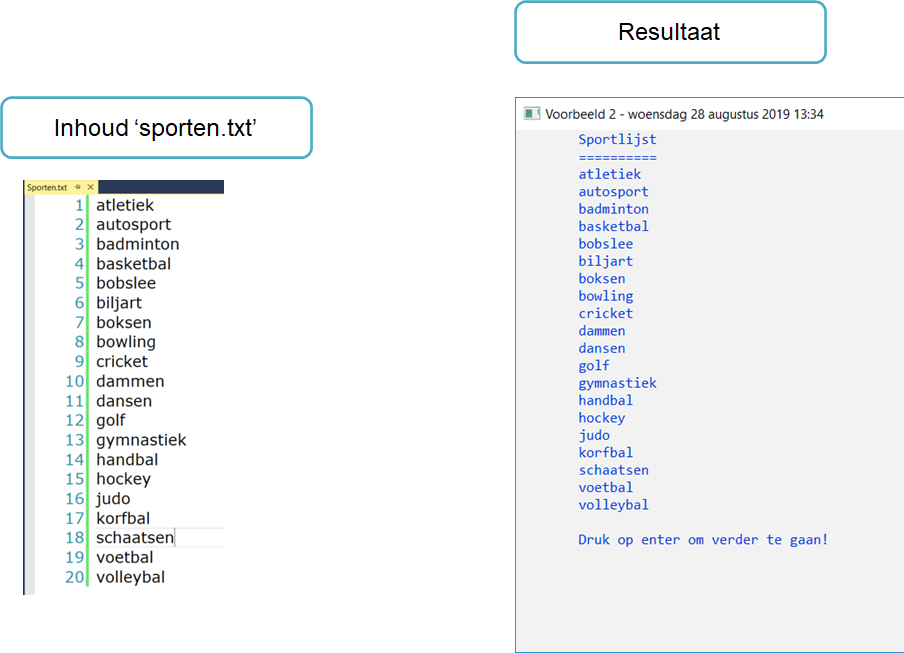 Resultaat
Inhoud ‘sporten.txt’
Sporten.txt
1 atletiek
2 autosport
3 badminton
4 basketbal
5 bobslee
6 biljart
7 boksen
8 bowling
9 cricket
10 dammen
11 dansen
12 golf
13 gymnastiek
14 handbal
15 hockey
16 judo
17 korfbal
18 schaatsen
19 voetbal
20 volleybal
Voorbeeld 2 - woensdag 28 augustus 2019 13:34
Sportlijst
==========
atletiek
autosport
badminton
basketbal
bobslee
biljart
boksen
bowling
cricket
dammen
dansen
golf
gymnastiek
handbal
hockey
judo
korfbal
schaatsen
voetbal
volleybal
Druk op enter om verder te gaan!